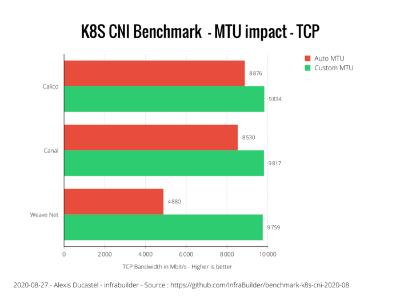 K8S CNI Benchmark - MTU impact - TCP
Auto MTU
Custom MTU
Calico
8876
9834
Canal
8530
9817
Weave Net
4880
9759
0 2 000 4 000 6 000 8 000 10 000
TCP Bandwidth in Mbit/s - Higher is better
2020-08-27 - Alexis Ducastel - infrabuilder - Source : https://github.com/InfraBuilder/benchmark-k8s-cni-2020-08